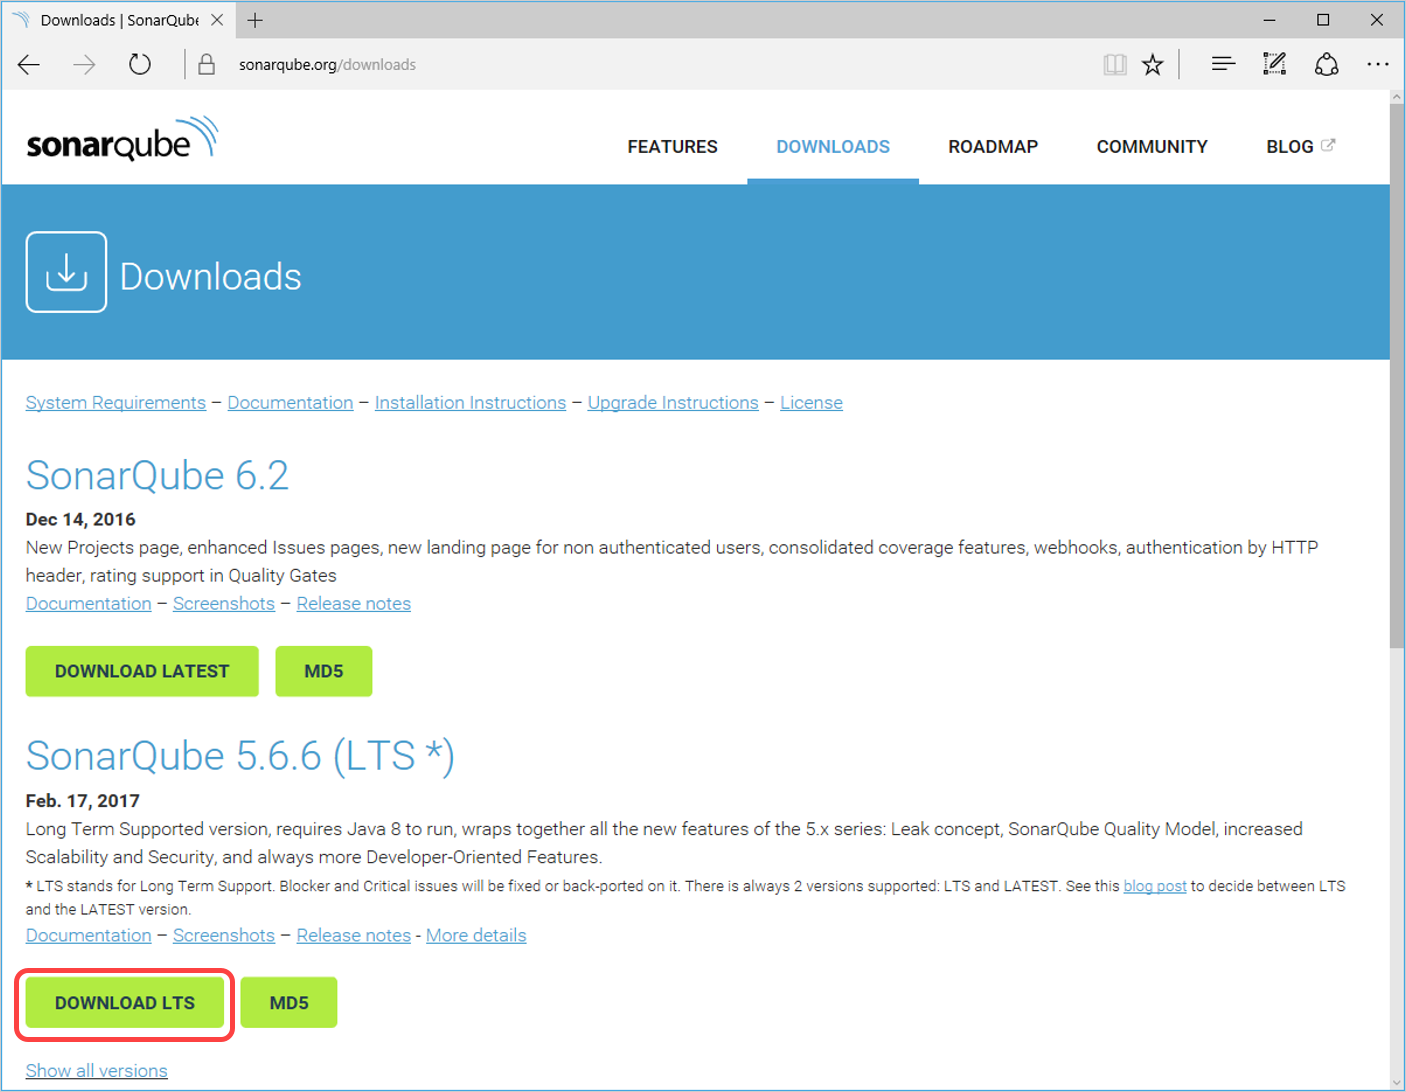 Downloads | SonarQube
sonarqube.org/downloads
sonarqube
FEATURES
DOWNLOADS
ROADMAP
COMMUNITY
BLOG
Downloads
System Requirements – Documentation – Installation Instructions – Upgrade Instructions – License
SonarQube 6.2
Dec 14, 2016
New Projects page, enhanced Issues pages, new landing page for non authenticated users, consolidated coverage features, webhooks, authentication by HTTP
header, rating support in Quality Gates
Documentation – Screenshots – Release notes
DOWNLOAD LATEST
MD5
SonarQube 5.6.6 (LTS *)
Feb. 17, 2017
Long Term Supported version, requires Java 8 to run, wraps together all the new features of the 5.x series: Leak concept, SonarQube Quality Model, increased
Scalability and Security, and always more Developer-Oriented Features.
* LTS stands for Long Term Support. Blocker and Critical issues will be fixed or back-ported on it. There is always 2 versions supported: LTS and LATEST. See this blog post to decide between LTS
and the LATEST version.
Documentation – Screenshots – Release notes - More details
DOWNLOAD LTS
MD5
Show all versions